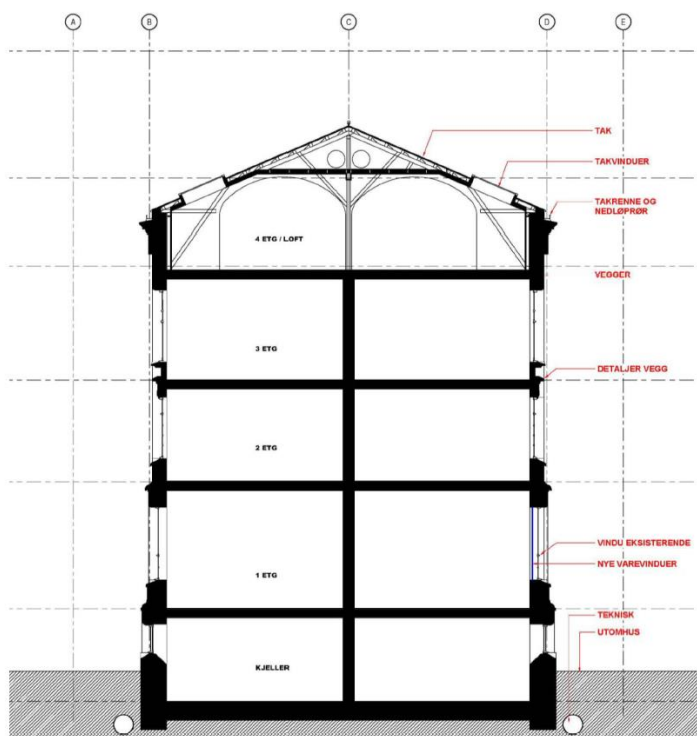 A
B
C
D
E
TAK
TAKVINDUER
TAKRENNE OG
NEDLØPRØR
4 ETG / LOFT
VEGGER
3 ETG
DETALJER VEGG
2 ETG
VINDU EKSISTERENDE
NYE VAREVINDUER
1 ETG
TEKNISK
UTOMHUS
KJELLER